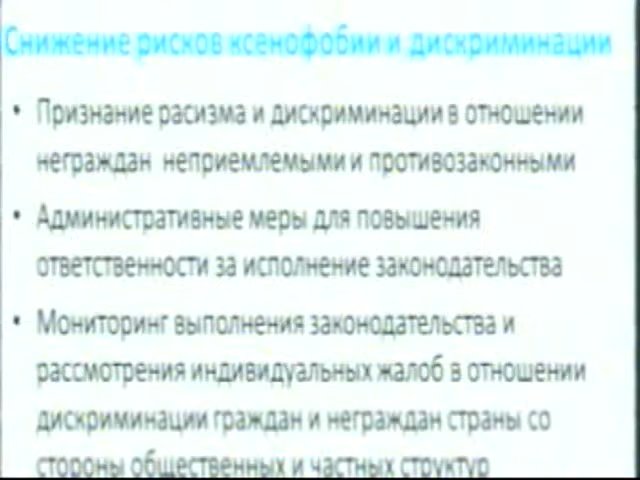 Снижение рисков ксенофобии и дискриминации
• Признание расизма и дискриминации в отношении
неграждан неприемлемыми и противозаконными
• Административные меры для повышения
ответственности за исполнение законодательства
• Мониторинг выполнения законодательства и
рассмотрения индивидуальных жалоб в отношении
дискриминации граждан и неграждан страны со
стороны общественных и частных структур